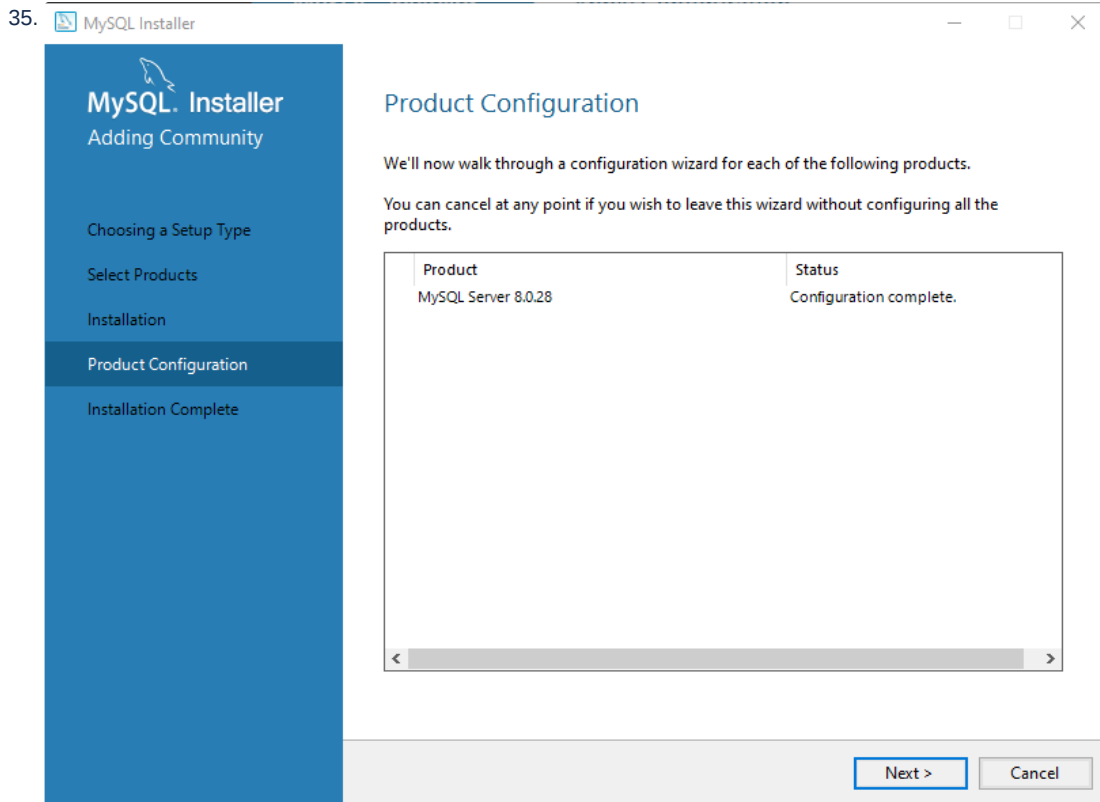 35.
MySQL Installer
MySQL. Installer
Adding Community
Choosing a Setup Type
Select Products
Installation
Product Configuration
Installation Complete
Product Configuration
We'll now walk through a configuration wizard for each of the following products.
You can cancel at any point if you wish to leave this wizard without configuring all the
products.
Product Status
MySQL Server 8.0.28 Configuration complete.
Next > Cancel